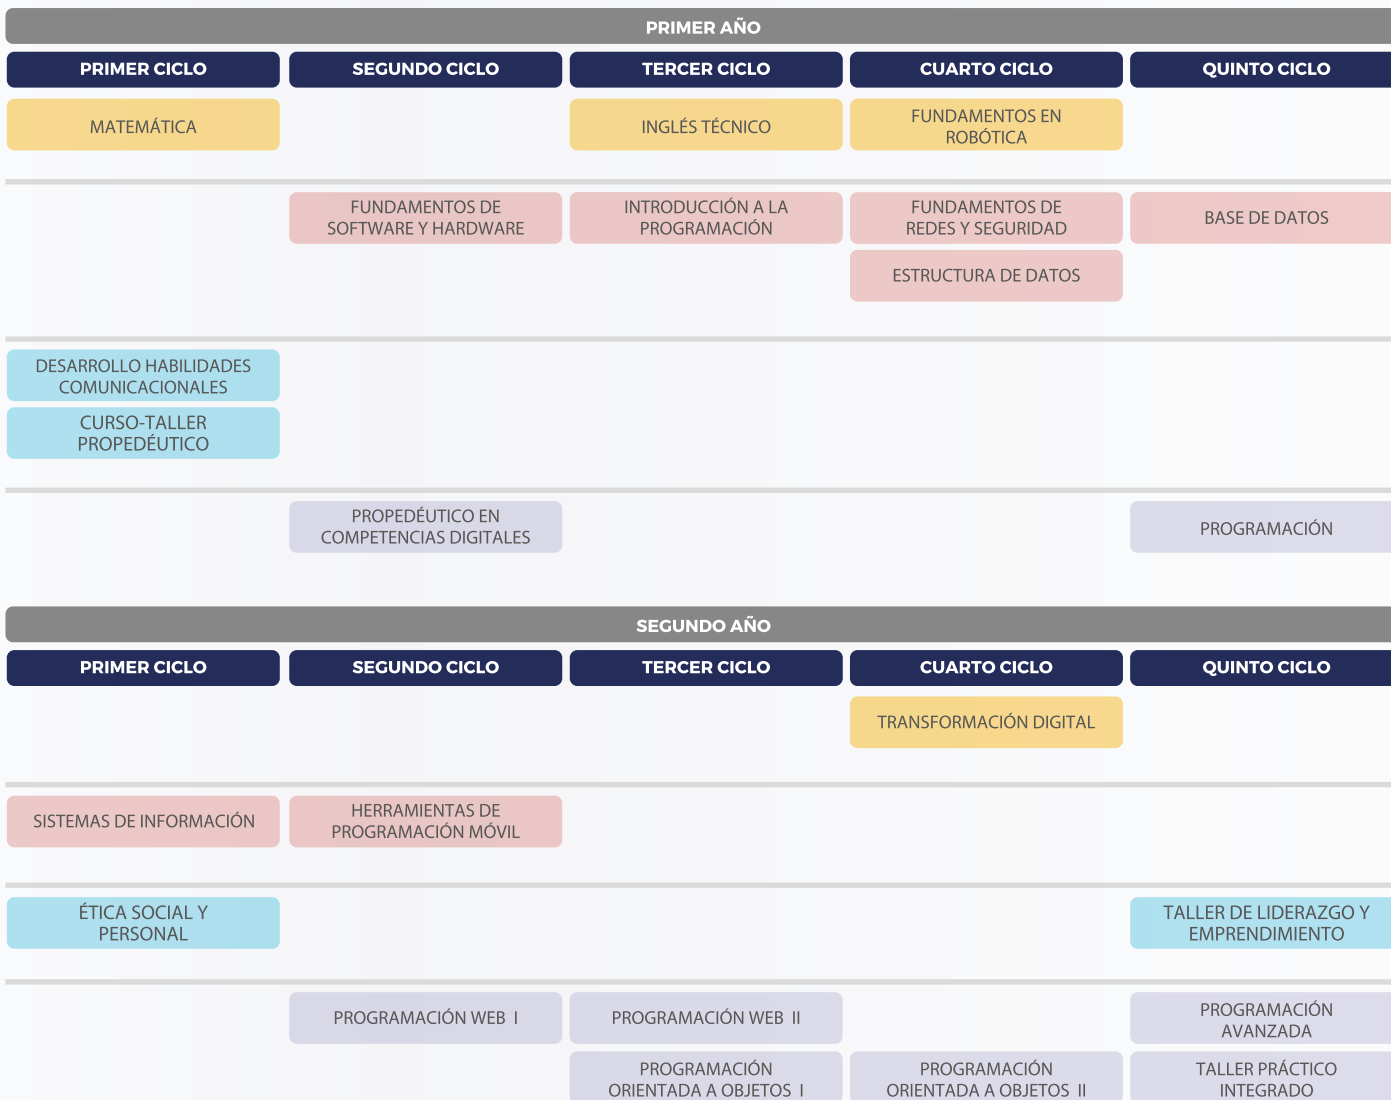 PRIMER AÑO
PRIMER CICLO
SEGUNDO CICLO
TERCER CICLO
CUARTO CICLO
QUINTO CICLO
MATEMÁTICA
INGLÉS TÉCNICO
FUNDAMENTOS EN
ROBÓTICA
FUNDAMENTOS DE
SOFTWARE Y HARDWARE
INTRODUCCIÓN A LA
PROGRAMACIÓN
FUNDAMENTOS DE
REDES Y SEGURIDAD
BASE DE DATOS
ESTRUCTURA DE DATOS
DESARROLLO HABILIDADES
COMUNICACIONALES
CURSO-TALLER
PROPEDÉUTICO
PROPEDÉUTICO EN
COMPETENCIAS DIGITALES
PROGRAMACIÓN
SEGUNDO AÑO
PRIMER CICLO
SEGUNDO CICLO
TERCER CICLO
CUARTO CICLO
QUINTO CICLO
TRANSFORMACIÓN DIGITAL
SISTEMAS DE INFORMACIÓN
HERRAMIENTAS DE
PROGRAMACIÓN MÓVIL
ÉTICA SOCIAL Y
PERSONAL
TALLER DE LIDERAZGO Y
EMPRENDIMIENTO
PROGRAMACIÓN WEB I
PROGRAMACIÓN WEB II
PROGRAMACIÓN
AVANZADA
PROGRAMACIÓN
ORIENTADA A OBJETOS I
PROGRAMACIÓN
ORIENTADA A OBJETOS II
TALLER PRÁCTICO
INTEGRADO